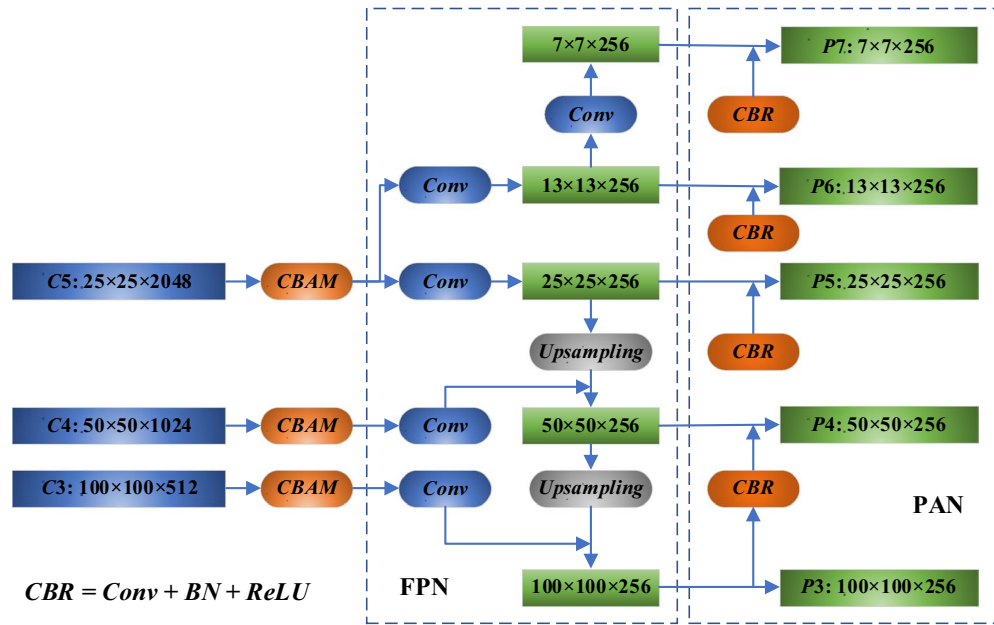 7×7×256
P7: 7×7×256
Conv
CBR
Conv
13×13×256
P6: 13×13×256
CBR
C5: 25×25×2048
CBAM
Conv
25×25×256
P5: 25×25×256
Upsampling
CBR
C4: 50×50×1024
CBAM
Conv
50×50×256
P4: 50×50×256
C3: 100×100×512
CBAM
Conv
Upsampling
CBR
PAN
CBR = Conv + BN + ReLU
FPN
100×100×256
P3: 100×100×256